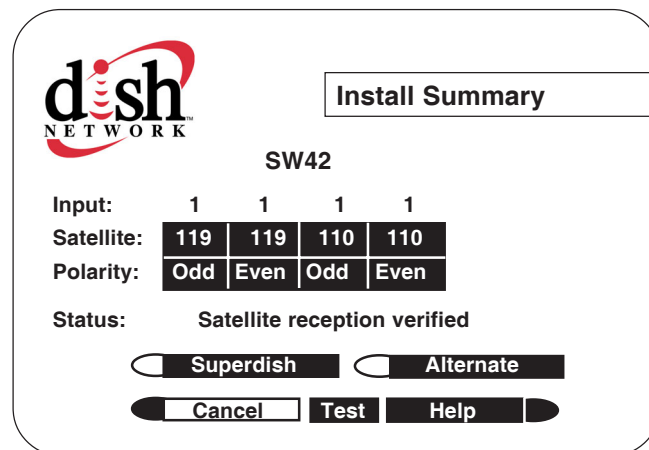 dish
NETWORK
Install Summary
SW42
Input: 1 1 1 1
Satellite: 119 119 110 110
Polarity: Odd Even Odd Even
Status: Satellite reception verified
Superdish Alternate
Cancel Test Help